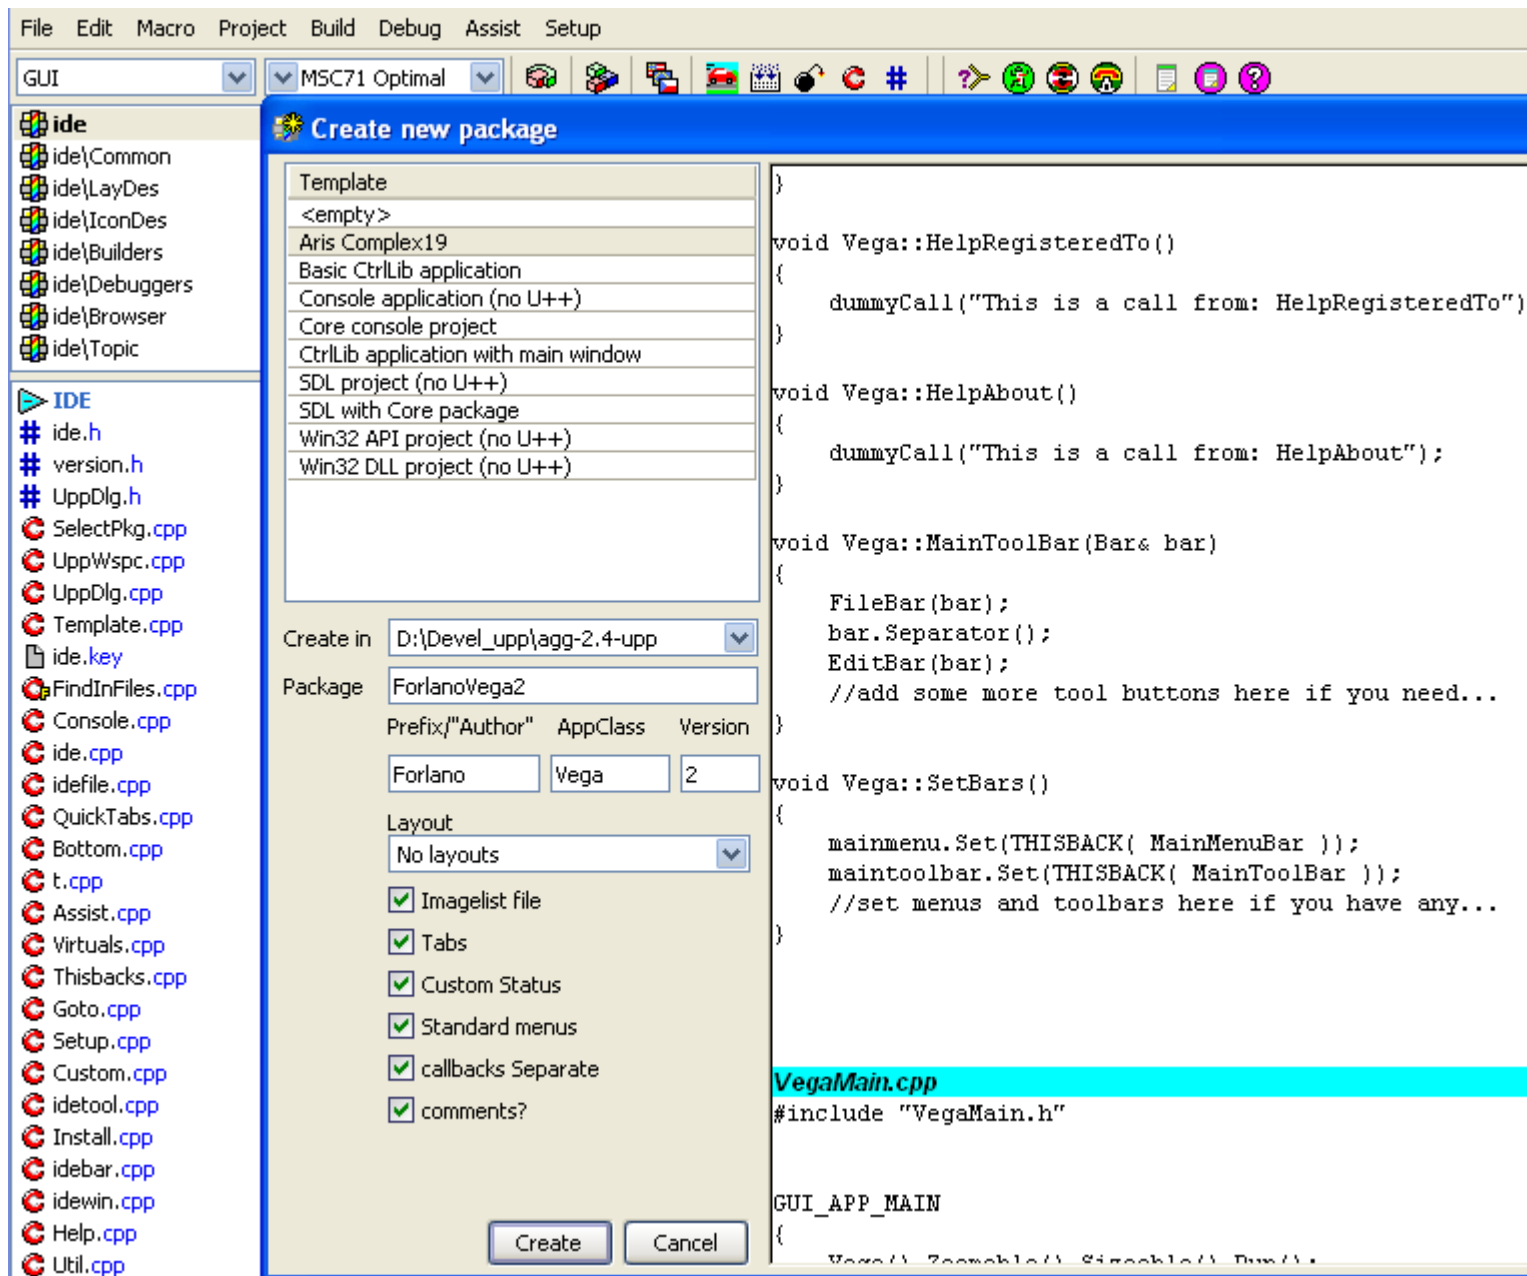 File Edit Macro Project Build Debug Assist Setup
GUI MSC71 Optimal
ide
ide\Common
ide\LayDes
ide\IconDes
ide\Builders
ide\Debuggers
ide\Browser
ide\Topic
IDE
ide.h
version.h
UppDlg.h
SelectPkg.cpp
UppWspc.cpp
UppDlg.cpp
Template.cpp
ide.key
FindInFiles.cpp
Console.cpp
ide.cpp
idefile.cpp
QuickTabs.cpp
Bottom.cpp
t.cpp
Assist.cpp
Virtuals.cpp
Thisbacks.cpp
Goto.cpp
Setup.cpp
Custom.cpp
idetool.cpp
Install.cpp
idebar.cpp
idewin.cpp
Help.cpp
Util.cpp
Create new package
Template
<empty>
Aris Complex19
Basic CtrlLib application
Console application (no U++)
Core console project
CtrlLib application with main window
SDL project (no U++)
SDL with Core package
Win32 API project (no U++)
Win32 DLL project (no U++)
Create in D:\Devel_upp\agg-2.4-upp
Package ForlanoVega2
Prefix/"Author" AppClass Version
Forlano Vega 2
Layout
No layouts
Imagelist file
Tabs
Custom Status
Standard menus
callbacks Separate
comments?
Create Cancel
}
void Vega::HelpRegisteredTo()
{
dummyCall("This is a call from: HelpRegisteredTo")
}
void Vega::HelpAbout()
{
dummyCall("This is a call from: HelpAbout");
}
void Vega::MainToolBar(Bar& bar)
{
FileBar(bar);
bar.Separator();
EditBar(bar);
//add some more tool buttons here if you need...
}
void Vega::SetBars()
{
mainmenu.Set(THISBACK( MainMenuBar ));
maintoolbar.Set(THISBACK( MainToolBar ));
//set menus and toolbars here if you have any...
}
VegaMain.cpp
#include "VegaMain.h"
GUI_APP_MAIN
{
Vega().Zoomable().Sizeable().Run();